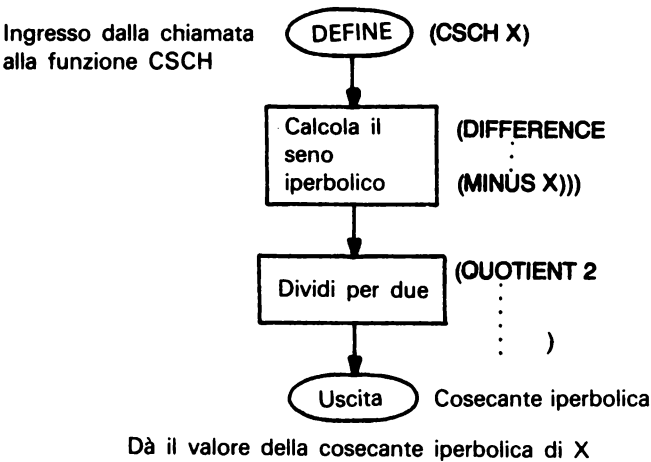 Ingresso dalla chiamata
alla funzione CSCH
DEFINE
(CSCH X)
Calcola il
seno
iperbolico
(DIFFERENCE
(MINUS X)))
Dividi per due
(QUOTIENT 2
)
Uscita
Cosecante iperbolica
Dà il valore della cosecante iperbolica di X